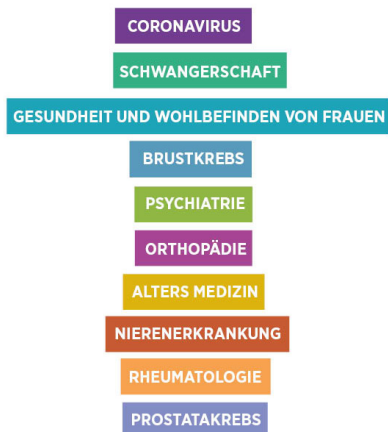 CORONAVIRUS
SCHWANGERSCHAFT
GESUNDHEIT UND WOHLBEFINDEN VON FRAUEN
BRUSTKREBS
PSYCHIATRIE
ORTHOPÄDIE
ALTERS MEDIZIN
NIERENERKRANKUNG
RHEUMATOLOGIE
PROSTATAKREBS